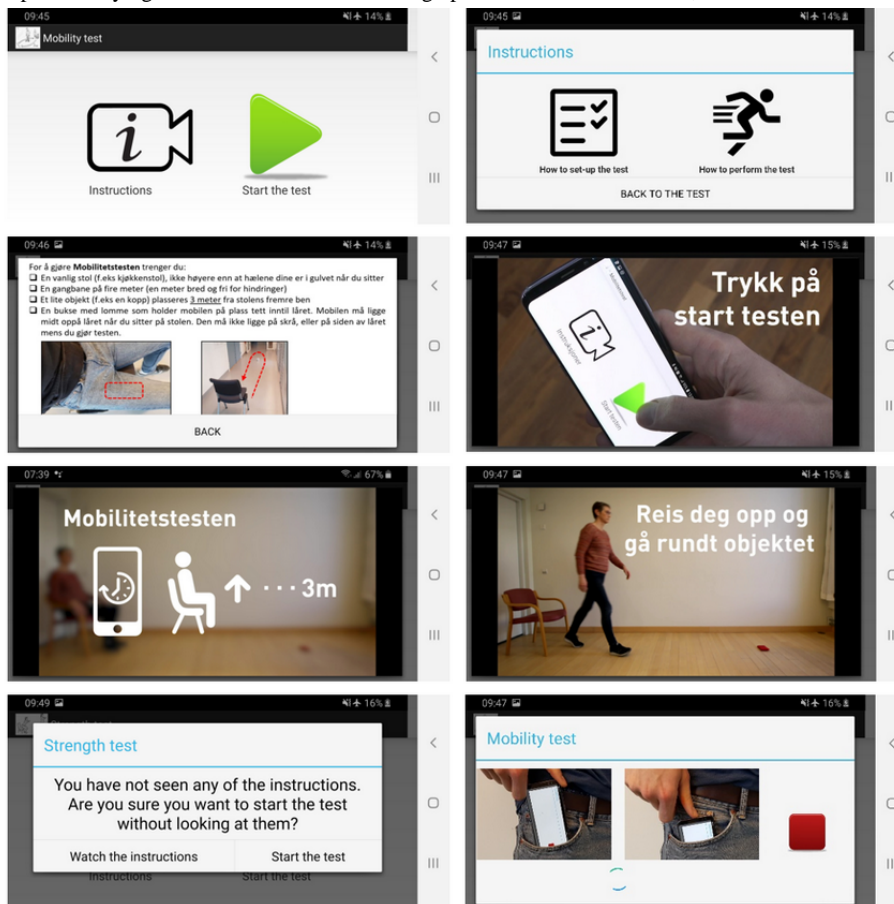 09:45
14%
Mobility test
Instructions
Start the test
09:45
14%
Instructions
How to set-up the test
How to perform the test
BACK TO THE TEST
09:46
14%
For å gjøre Mobilitetstesten trenger du:
En vanlig stol (f.eks kjøkkenstol), ikke høyere enn at hælene dine er i gulvet når du sitter
En gangbane på fire meter (en meter bred og fri for hindringer)
Et lite objekt (f.eks en kopp) plasseres 3 meter fra stolens fremre ben
En bukse med lomme som holder mobilen på plass tett inntil låret. Mobilen må ligge
midt oppå låret når du sitter på stolen. Den må ikke ligge på skrå, eller på siden av låret
mens du gjør testen.
BACK
09:47
15%
Trykk på
start testen
Instruksjoner
Start testen
07:39
67%
Mobilitetstesten
3m
09:47
15%
Reis deg opp og
gå rundt objektet
09:49
16%
Strength test
Strength test
You have not seen any of the instructions.
Are you sure you want to start the test
without looking at them?
Watch the instructions
Start the test
Instructions
Start the test
09:47
16%
Mobility test